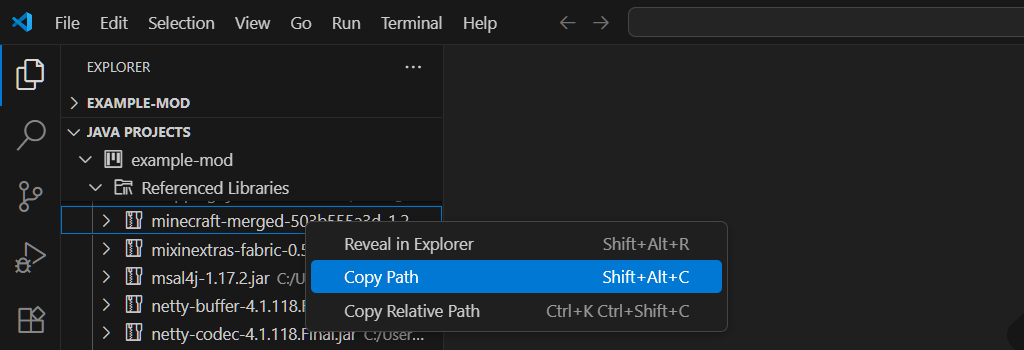 File Edit Selection View Go Run Terminal Help
EXPLORER
EXAMPLE-MOD
JAVA PROJECTS
example-mod
Referenced Libraries
minecraft-merged-503b555a3d-1.2...
mixinextras-fabric-0.5
msal4j-1.17.2.jar C:/U
netty-buffer-4.1.118.F
netty-codec-4.1.118.Final.jar C:/User...
Reveal in Explorer Shift+Alt+R
Copy Path Shift+Alt+C
Copy Relative Path Ctrl+K Ctrl+Shift+C